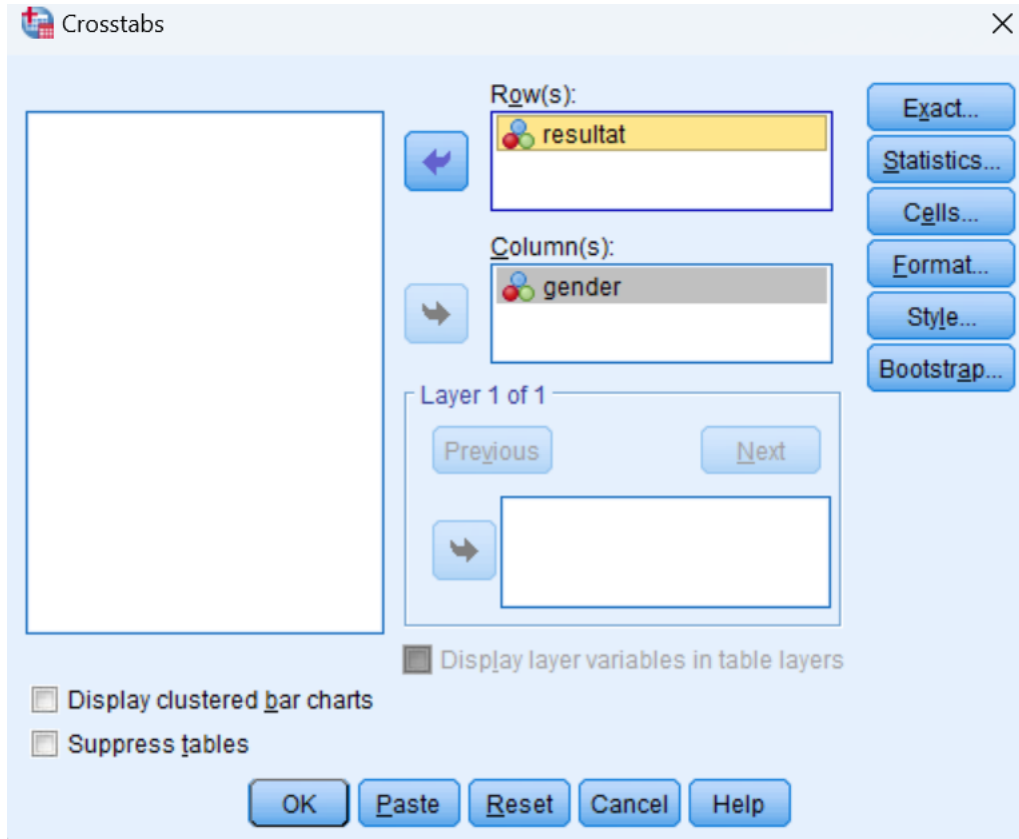 Crosstabs
Row(s):
resultat
Column(s):
gender
Layer 1 of 1
Previous
Next
Display layer variables in table layers
Display clustered bar charts
Suppress tables
Exact...
Statistics...
Cells...
Format...
Style...
Bootstrap...
OK
Paste
Reset
Cancel
Help